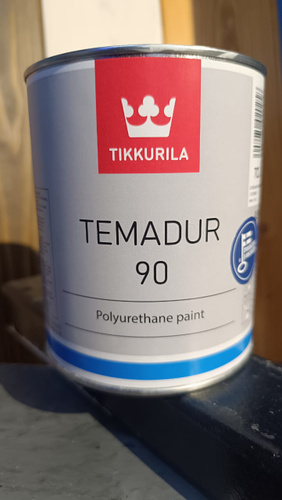 TIKKURILA
TEMADUR
90
Polyurethane paint